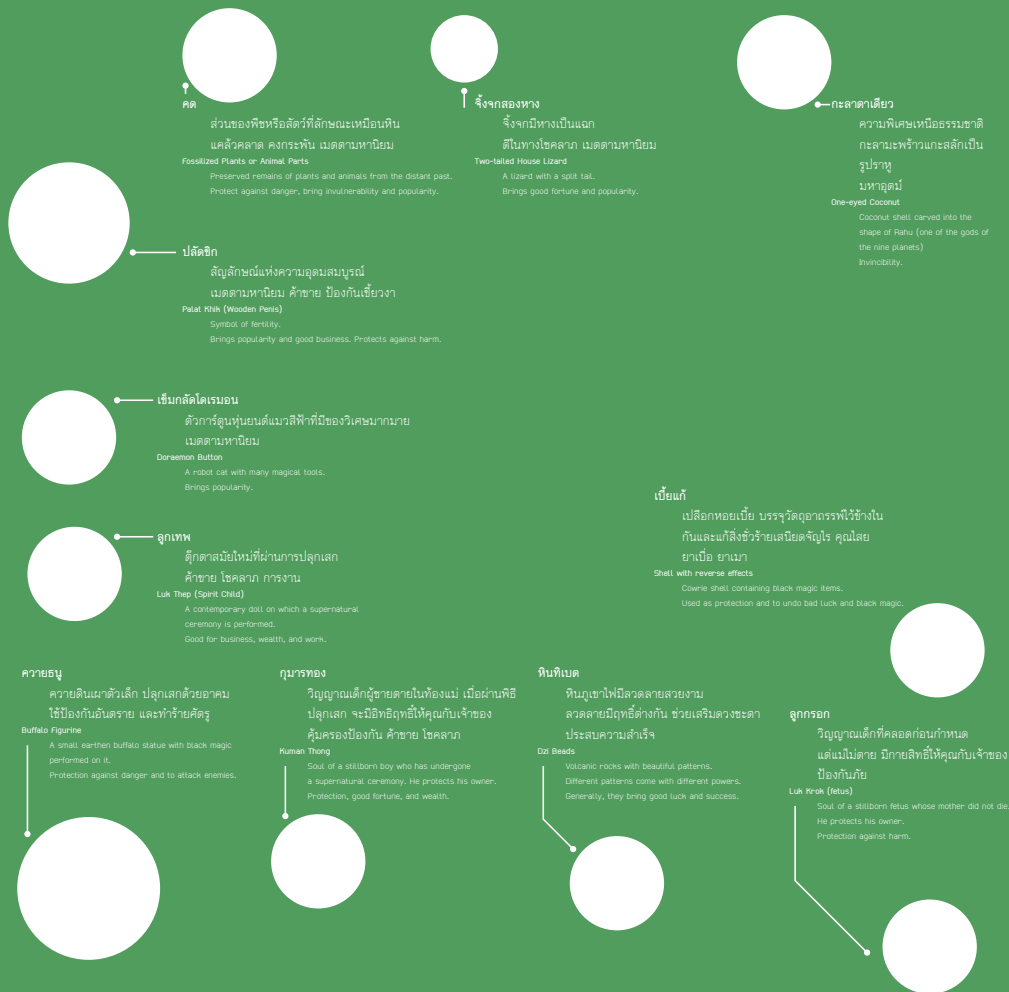 คด
ส่วนของพืชหรือสัตว์ที่ลักษณะเหมือนหิน
แคล้วคลาด คงกระพัน เมตตามหานิยม
Fossilized Plants or Animal Parts
Preserved remains of plants and animals from the distant past.
Protect against danger, bring invulnerability and popularity.
จิ้งจกสองหาง
จิ้งจกมีหางเป็นแฉก
ดีในทางโชคลาภ เมตตามหานิยม
Two-tailed House Lizard
A lizard with a split tail.
Brings good fortune and popularity.
กะลาตาเดียว
ความพิเศษเหนือธรรมชาติ
กะลามะพร้าวแกะสลักเป็น
รูปราหู
มหาอุตม์
One-eyed Coconut
Coconut shell carved into the
shape of Rahu (one of the gods of
the nine planets)
Invincibility.
ปลัดขิก
สัญลักษณ์แห่งความอุดมสมบูรณ์
เมตตามหานิยม ค้าขาย ป้องกันเขี้ยวงา
Palat Khik (Wooden Penis)
Symbol of fertility.
Brings popularity and good business. Protects against harm.
เข็มกลัดโดเรมอน
ตัวการ์ตูนหุ่นยนต์แมวสีฟ้าที่มีของวิเศษมากมาย
เมตตามหานิยม
Doraemon Button
A robot cat with many magical tools.
Brings popularity.
เบี้ยแก้
เปลือกหอยเบี้ย บรรจุวัตถุอาถรรพ์ไว้ข้างใน
กันและแก้สิ่งชั่วร้ายเสนียดจัญไร คุณไสย
ยาเบื่อ ยาเมา
Shell with reverse effects
Cowrie shell containing black magic items.
Used as protection and to undo bad luck and black magic.
ลูกเทพ
ตุ๊กตาสมัยใหม่ที่ผ่านการปลุกเสก
ค้าขาย โชคลาภ การงาน
Luk Thep (Spirit Child)
A contemporary doll on which a supernatural
ceremony is performed.
Good for business, wealth, and work.
ควายธนู
ควายดินเผาตัวเล็ก ปลุกเสกด้วยอาคม
ใช้ป้องกันอันตราย และทำร้ายศัตรู
Buffalo Figurine
A small earthen buffalo statue with black magic
performed on it.
Protection against danger and to attack enemies.
กุมารทอง
วิญญาณเด็กผู้ชายตายในท้องแม่ เมื่อผ่านพิธี
ปลุกเสก จะมีอิทธิฤทธิ์ให้คุณกับเจ้าของ
คุ้มครองป้องกัน ค้าขาย โชคลาภ
Kuman Thong
Soul of a stillborn boy who has undergone
a supernatural ceremony. He protects his owner.
Protection, good fortune, and wealth.
หินทิเบต
หินภูเขาไฟมีลวดลายสวยงาม
ลวดลายมีฤทธิ์ต่างกัน ช่วยเสริมดวงชะตา
ประสบความสำเร็จ
Dzi Beads
Volcanic rocks with beautiful patterns.
Different patterns come with different powers.
Generally, they bring good luck and success.
ลูกกรอก
วิญญาณเด็กที่คลอดก่อนกำหนด
แต่แม่ไม่ตาย มีกายสิทธิ์ให้คุณกับเจ้าของ
ป้องกันภัย
Luk Krok (fetus)
Soul of a stillborn fetus whose mother did not die.
He protects his owner.
Protection against harm.